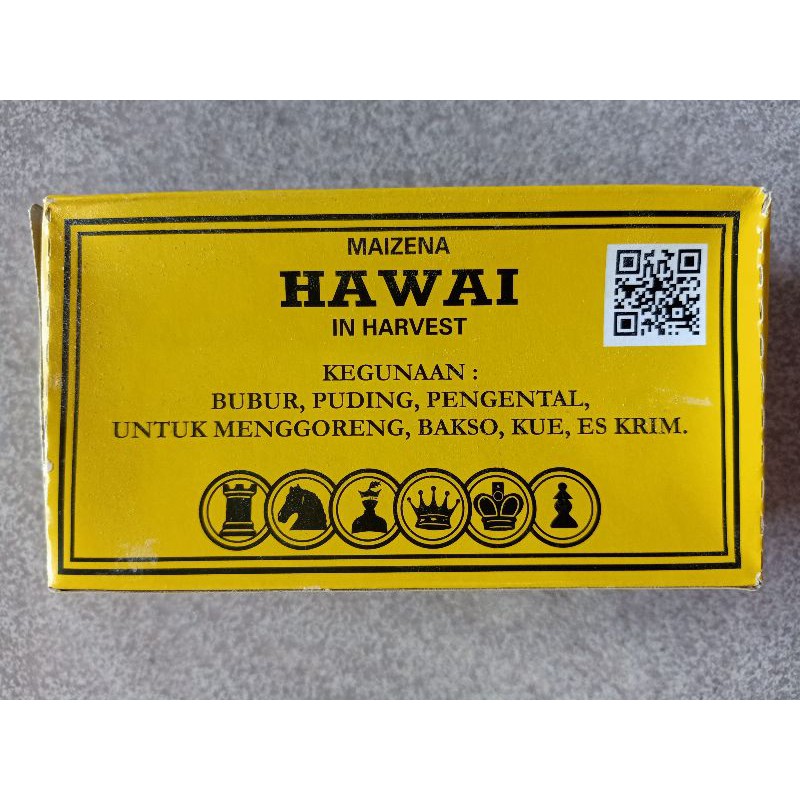 MAIZENA
HAWAI
IN HARVEST
KEGUNAAN :
BUBUR, PUDING, PENGENTAL,
UNTUK MENGGORENG, BAKSO, KUE, ES KRIM.